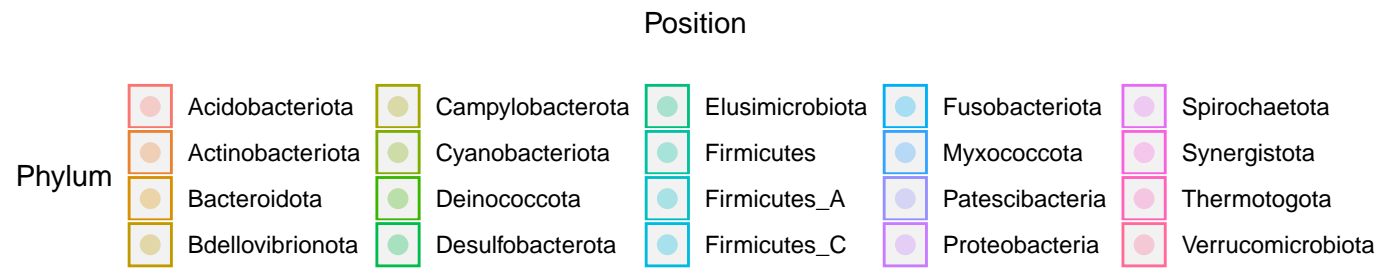 Position
Acidobacteriota Campylobacterota Elusimicrobiota Fusobacteriota Spirochaetota
Actinobacteriota Cyanobacteriota Firmicutes Myxococcota Synergistota
Phylum
Bacteroidota Deinococcota Firmicutes_A Patescibacteria Thermotogota
Bdellovibrionota Desulfobacterota Firmicutes_C Proteobacteria Verrucomicrobiota